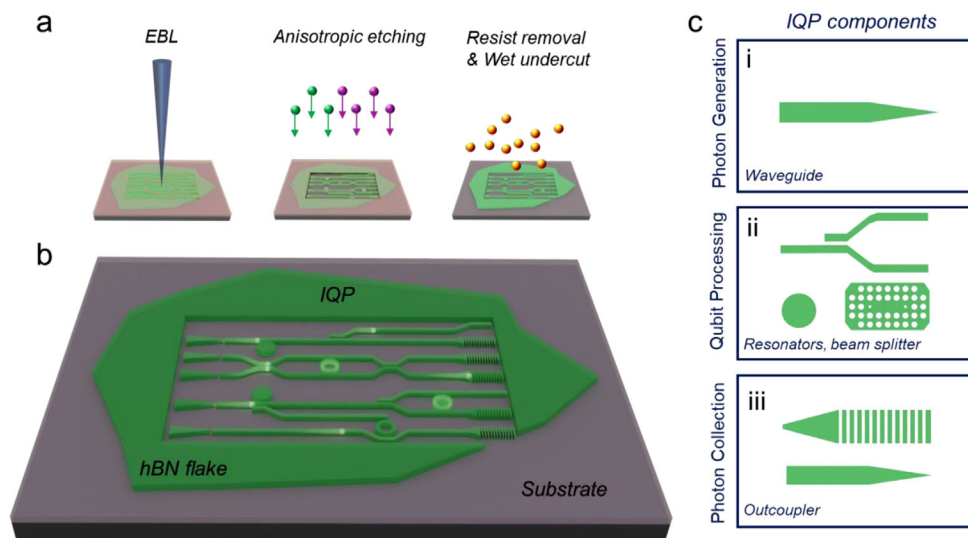 a
EBL
Anisotropic etching
Resist removal
& Wet undercut
b
IQP
hBN flake
Substrate
c
IQP components
Photon Generation
i
Waveguide
Qubit Processing
ii
Resonators, beam splitter
Photon Collection
iii
Outcoupler